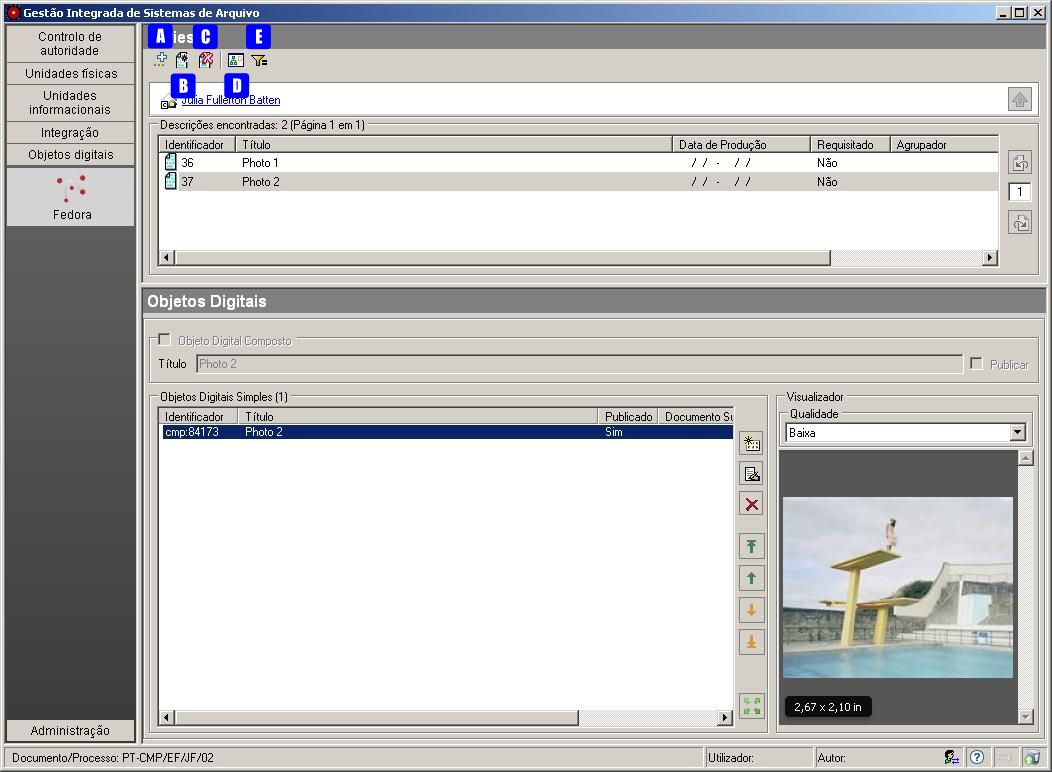 Gestão Integrada de Sistemas de Arquivo
Controlo de
autoridade
Unidades físicas
Unidades
informacionais
Integração
Objetos digitais
Fedora
Administração
A
C
E
B
D
Julia Fullerton Batten
Descrições encontradas: 2 (Página 1 em 1)
Identificador Título Data de Produção Requisitado Agrupador
36 Photo 1 / / - / / Não
37 Photo 2 / / - / / Não
1
Objetos Digitais
Objeto Digital Composto
Título Photo 2 Publicar
Objetos Digitais Simples (1)
Identificador Título Publicado Documento Su
cmp:84173 Photo 2 Sim
Visualizador
Qualidade
Baixa
2,67 x 2,10 in
Documento/Processo: PT-CMP/EF/JF/02 Utilizador: Autor: